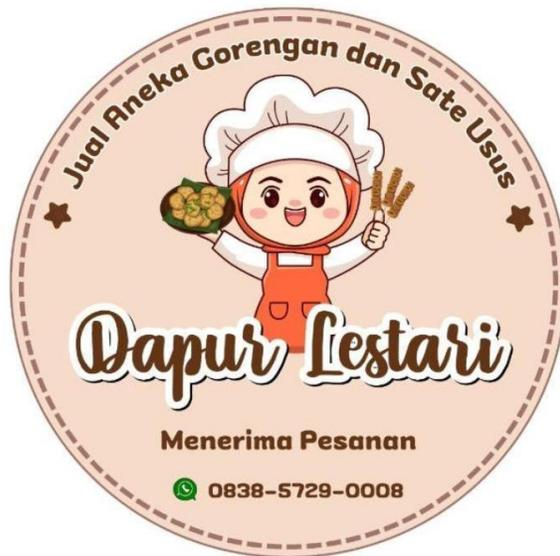 Jual Aneka Gorengan dan Sate Usus
Dapur Lestari
Menerima Pesanan
0838-5729-0008